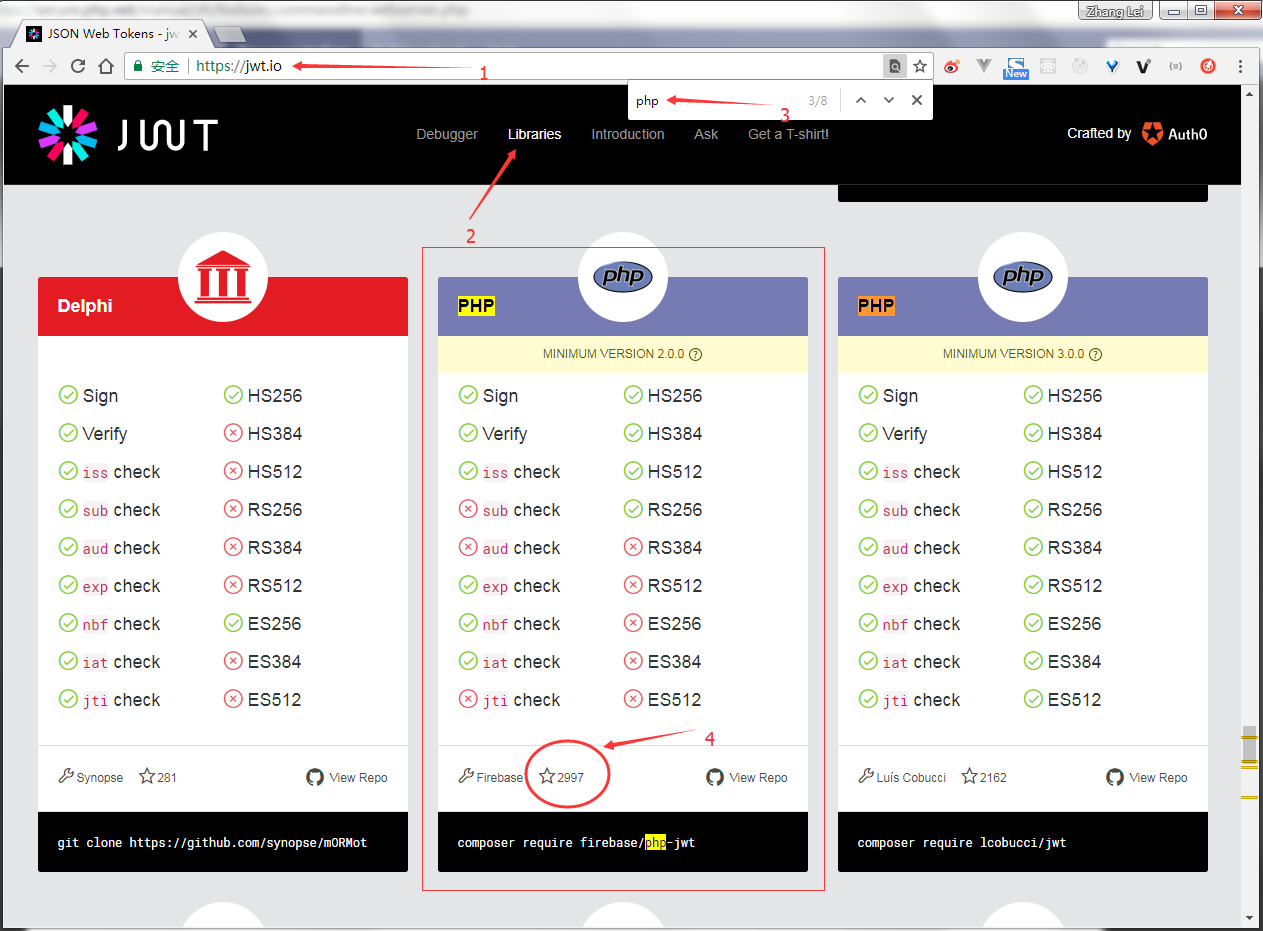 Zhang Lei
JSON Web Tokens - jw
安全 https://jwt.io
1
New
php 3/8
3
JWT
Debugger Libraries Introduction Ask Get a T-shirt!
Crafted by Auth0
2
Delphi
Sign HS256
Verify HS384
iss check HS512
sub check RS256
aud check RS384
exp check RS512
nbf check ES256
iat check ES384
jti check ES512
Synopse 281 View Repo
git clone https://github.com/synopse/mORMot
php
PHP
MINIMUM VERSION 2.0.0 ?
Sign HS256
Verify HS384
iss check HS512
sub check RS256
aud check RS384
exp check RS512
nbf check ES256
iat check ES384
jti check ES512
4
Firebase 2997 View Repo
composer require firebase/php-jwt
php
PHP
MINIMUM VERSION 3.0.0 ?
Sign HS256
Verify HS384
iss check HS512
sub check RS256
aud check RS384
exp check RS512
nbf check ES256
iat check ES384
jti check ES512
Luís Cobucci 2162 View Repo
composer require lcobucci/jwt